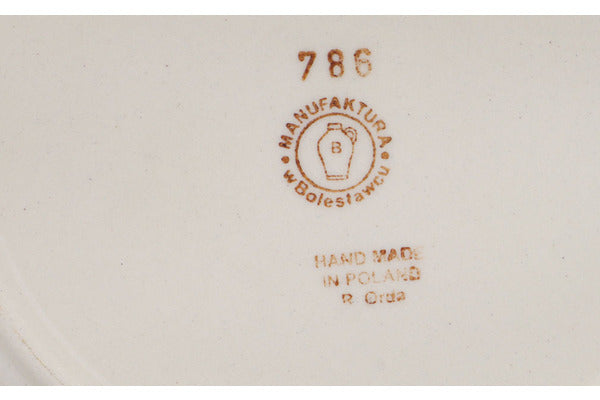 786
MANUFAKTURA
B
w Bolesławcu
HAND MADE
IN POLAND
R. Orda